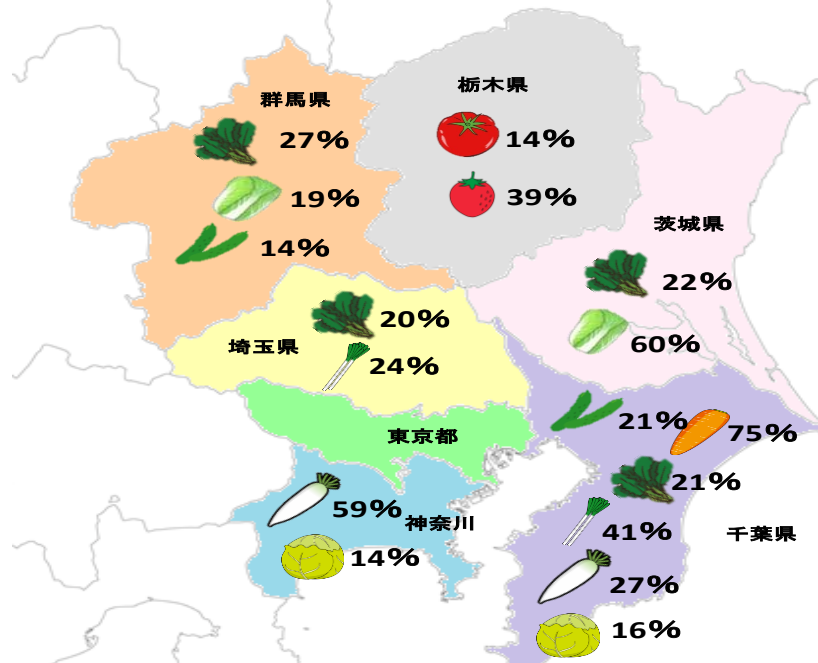 群馬県
27%
19%
14%
栃木県
14%
39%
茨城県
22%
60%
埼玉県
20%
24%
東京都
神奈川
59%
14%
千葉県
21%
75%
21%
41%
27%
16%